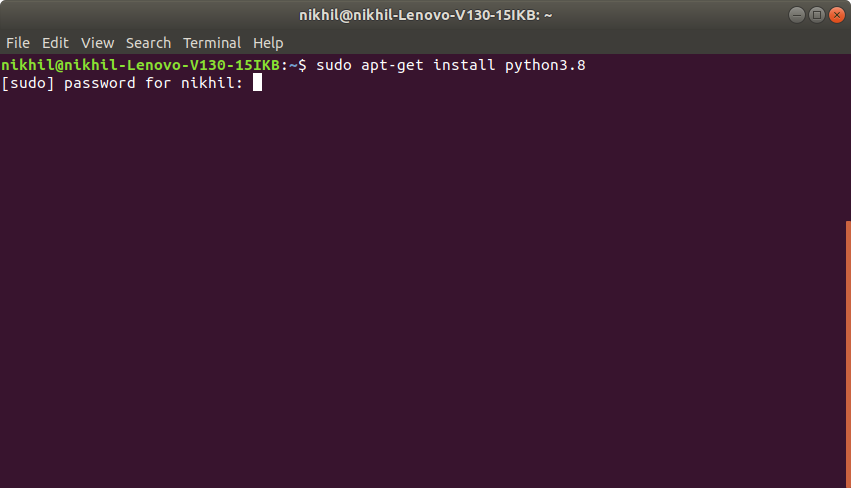 nikhil@nikhil-Lenovo-V130-15IKB: ~
File Edit View Search Terminal Help
nikhil@nikhil-Lenovo-V130-15IKB:~$ sudo apt-get install python3.8
[sudo] password for nikhil: